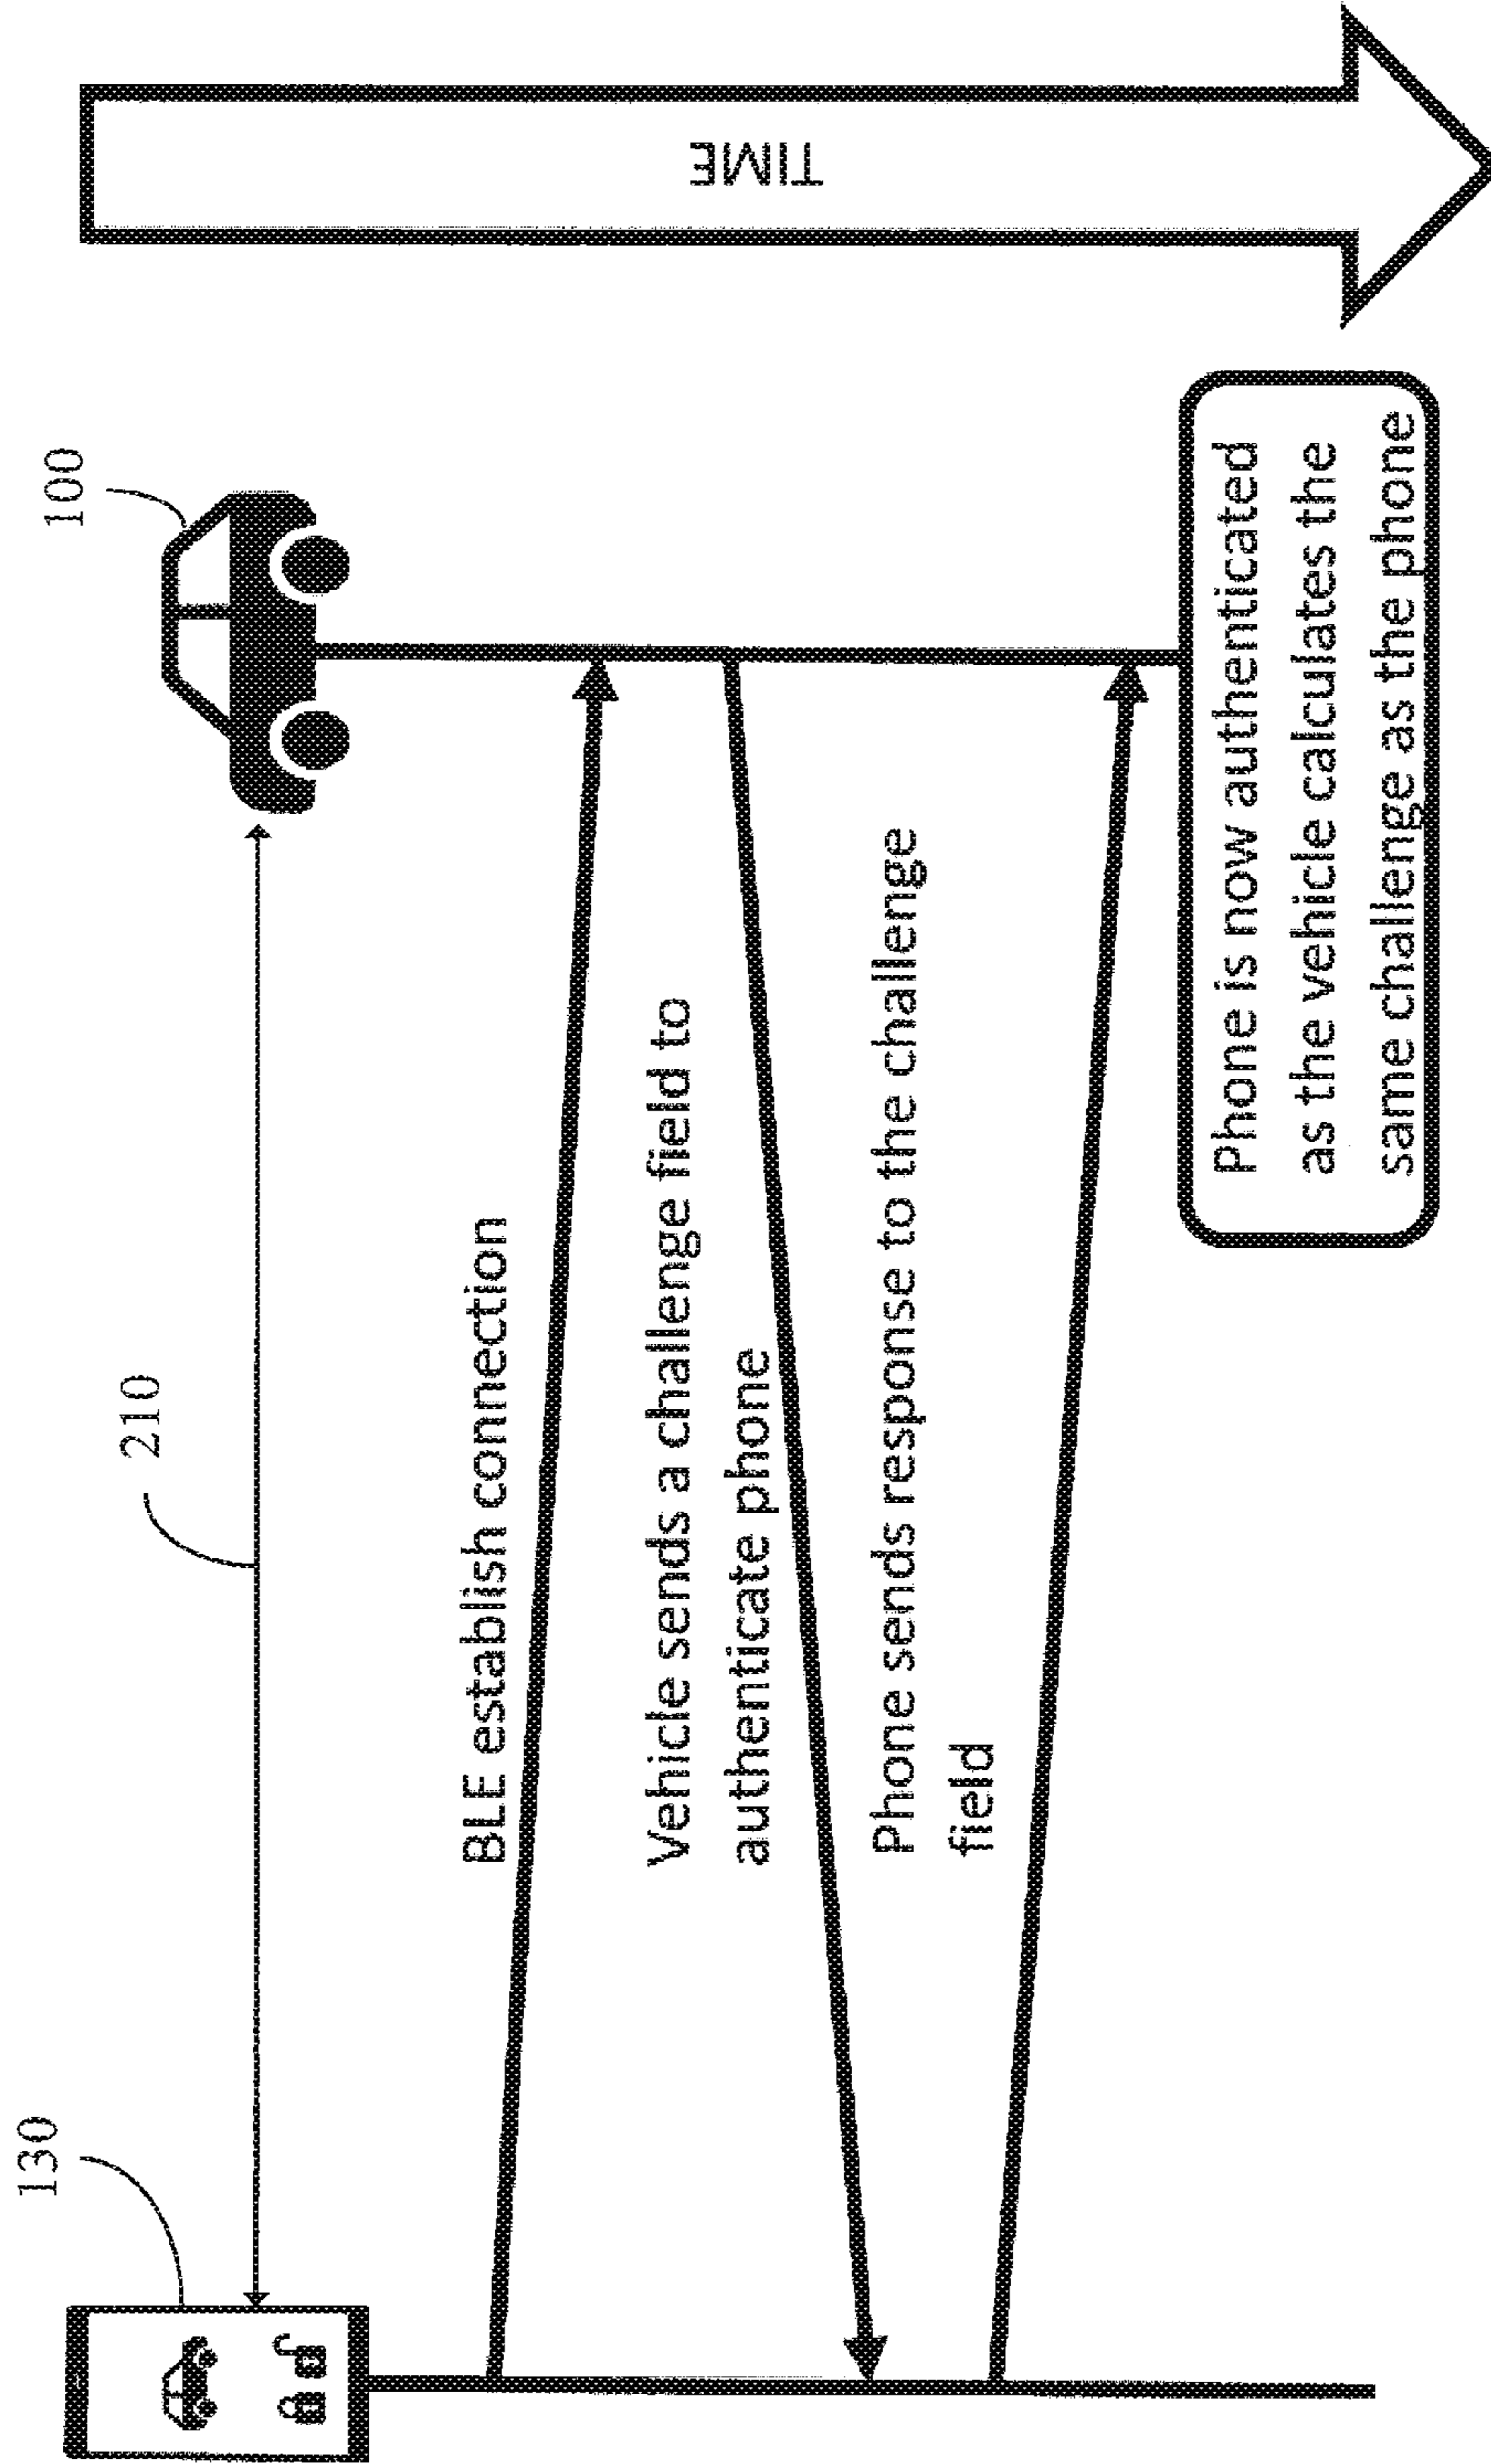 130
210
100
BLE establish connection
Vehicle sends a challenge field to
authenticate phone
Phone sends response to the challenge
field
Phone is now authenticated
as the vehicle calculates the
same challenge as the phone
TIME